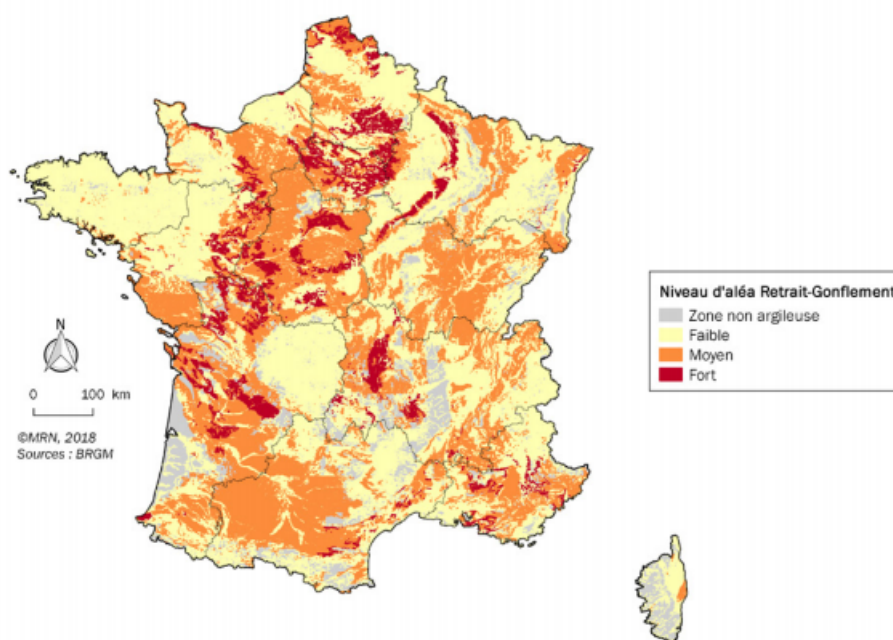 Niveau d'aléa Retrait-Gonflement
Zone non argileuse
Faible
Moyen
Fort
N
0 100 km
©MRN, 2018
Sources : BRGM